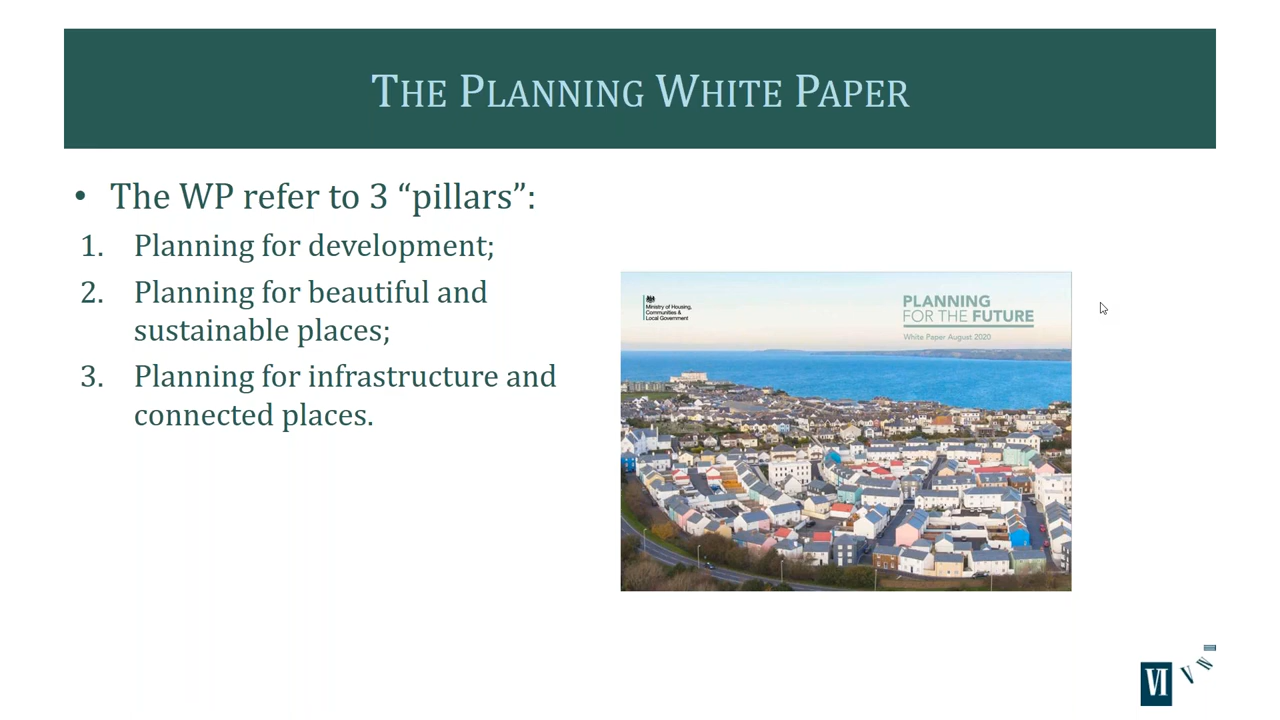 THE PLANNING WHITE PAPER
• The WP refer to 3 “pillars”:
1. Planning for development;
2. Planning for beautiful and
sustainable places;
3. Planning for infrastructure and
connected places.
Ministry of Housing,
Communities &
Local Government
PLANNING
FOR THE FUTURE
White Paper August 2020
VI